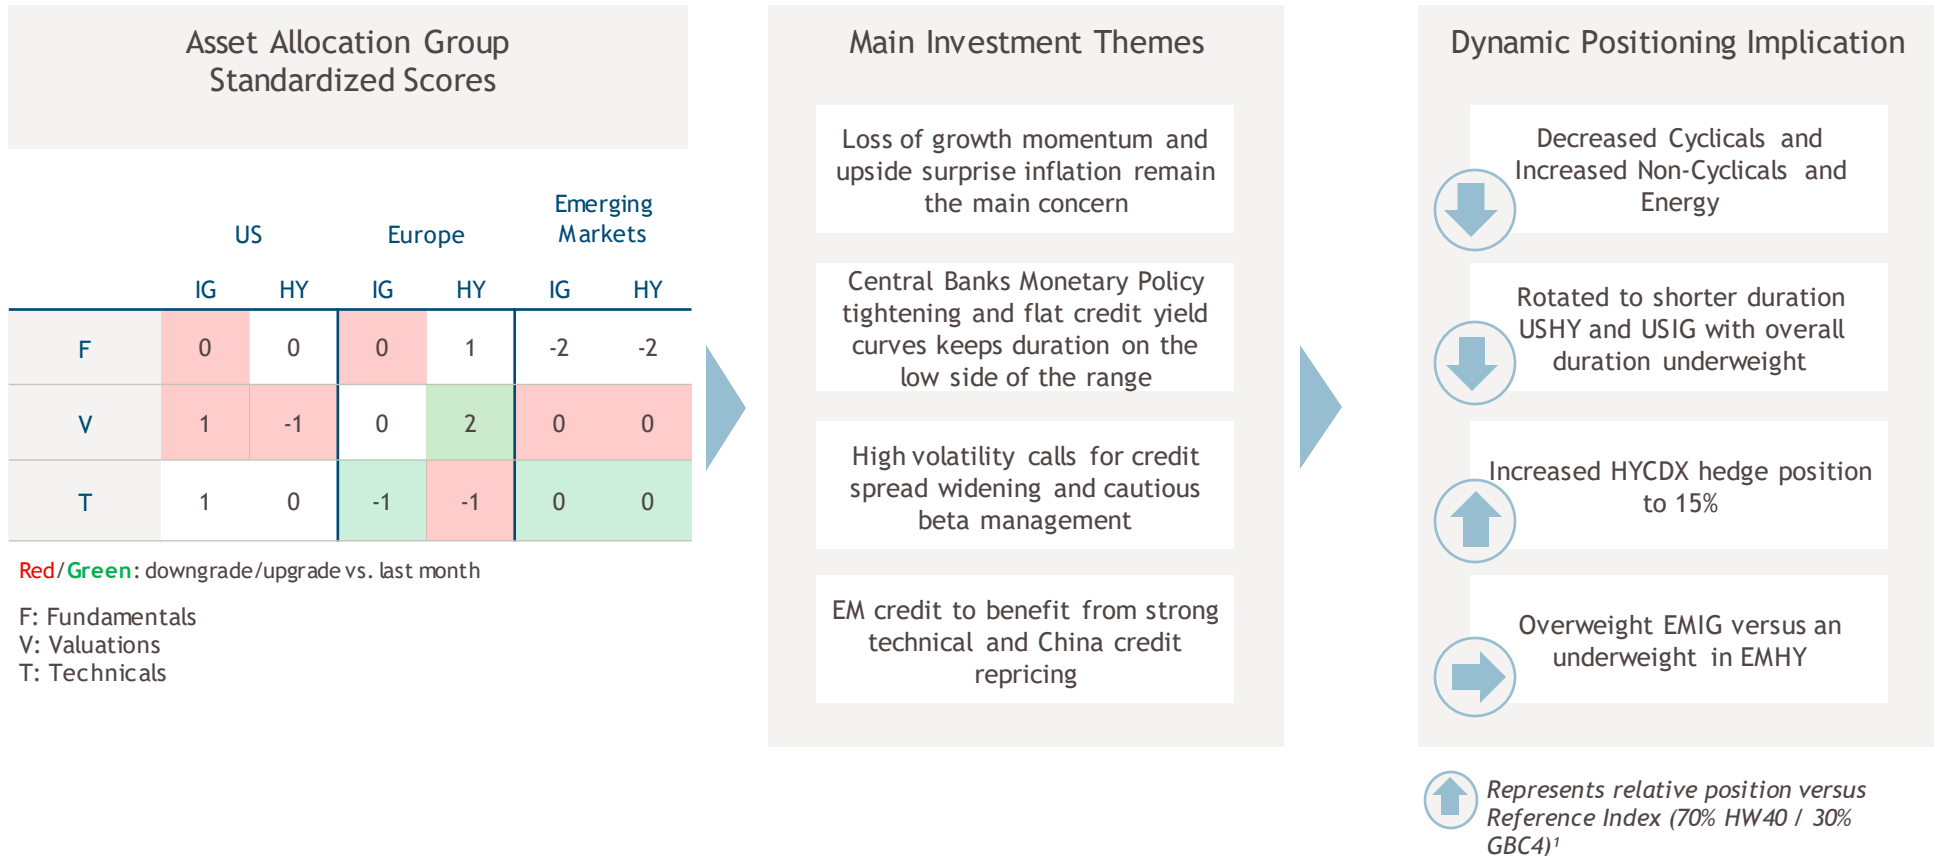 Asset Allocation Group
Standardized Scores
US
Europe
Emerging
Markets
IG HY IG HY IG HY
F 0 0 0 1 -2 -2
V 1 -1 0 2 0 0
T 1 0 -1 -1 0 0
Red/Green: downgrade/upgrade vs. last month
F: Fundamentals
V: Valuations
T: Technicals
Main Investment Themes
Loss of growth momentum and
upside surprise inflation remain
the main concern
Central Banks Monetary Policy
tightening and flat credit yield
curves keeps duration on the
low side of the range
High volatility calls for credit
spread widening and cautious
beta management
EM credit to benefit from strong
technical and China credit
repricing
Dynamic Positioning Implication
Decreased Cyclicals and
Increased Non-Cyclicals and
Energy
Rotated to shorter duration
USHY and USIG with overall
duration underweight
Increased HYCDX hedge position
to 15%
Overweight EMIG versus an
underweight in EMHY
Represents relative position versus
Reference Index (70% HW40 / 30%
GBC4)¹